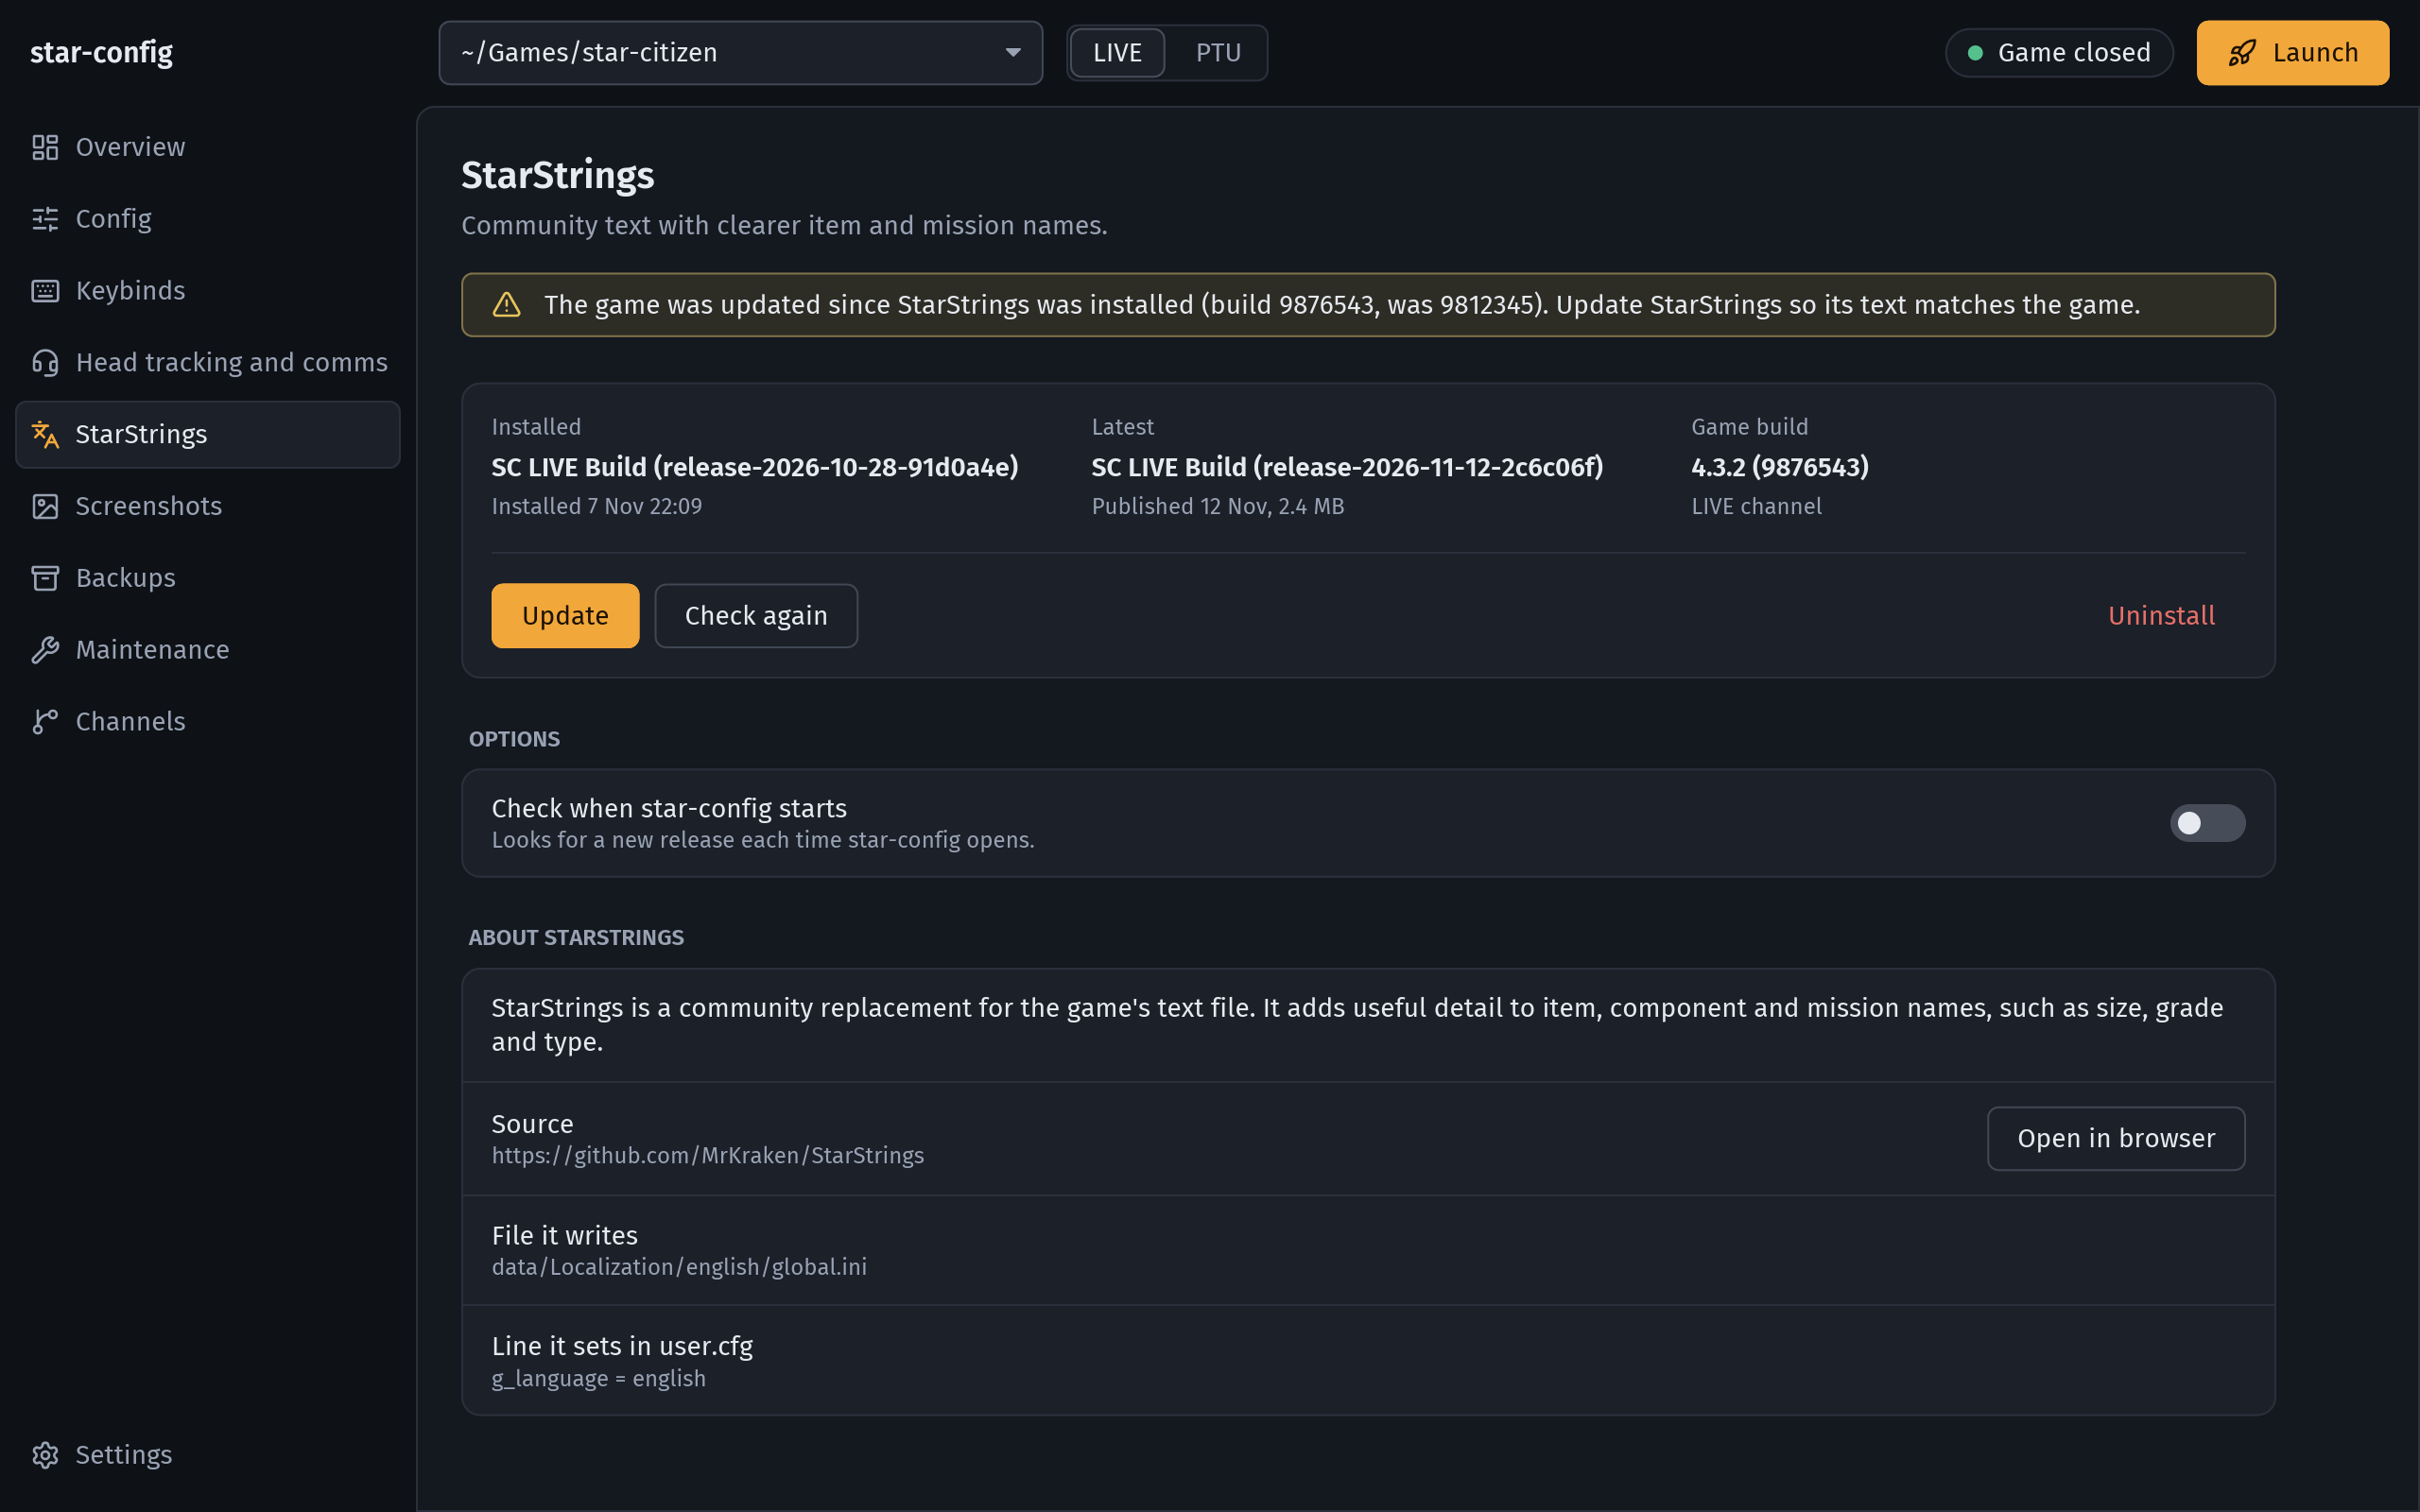 star-config
~/Games/star-citizen
LIVE
PTU
Game closed
Launch
Overview
Config
Keybinds
Head tracking and comms
StarStrings
Screenshots
Backups
Maintenance
Channels
Settings
StarStrings
Community text with clearer item and mission names.
The game was updated since StarStrings was installed (build 9876543, was 9812345). Update StarStrings so its text matches the game.
Installed
SC LIVE Build (release-2026-10-28-91d0a4e)
Installed 7 Nov 22:09
Latest
SC LIVE Build (release-2026-11-12-2c6c06f)
Published 12 Nov, 2.4 MB
Game build
4.3.2 (9876543)
LIVE channel
Update
Check again
Uninstall
OPTIONS
Check when star-config starts
Looks for a new release each time star-config opens.
ABOUT STARSTRINGS
StarStrings is a community replacement for the game's text file. It adds useful detail to item, component and mission names, such as size, grade
and type.
Source
https://github.com/MrKraken/StarStrings
Open in browser
File it writes
data/Localization/english/global.ini
Line it sets in user.cfg
g_language = english